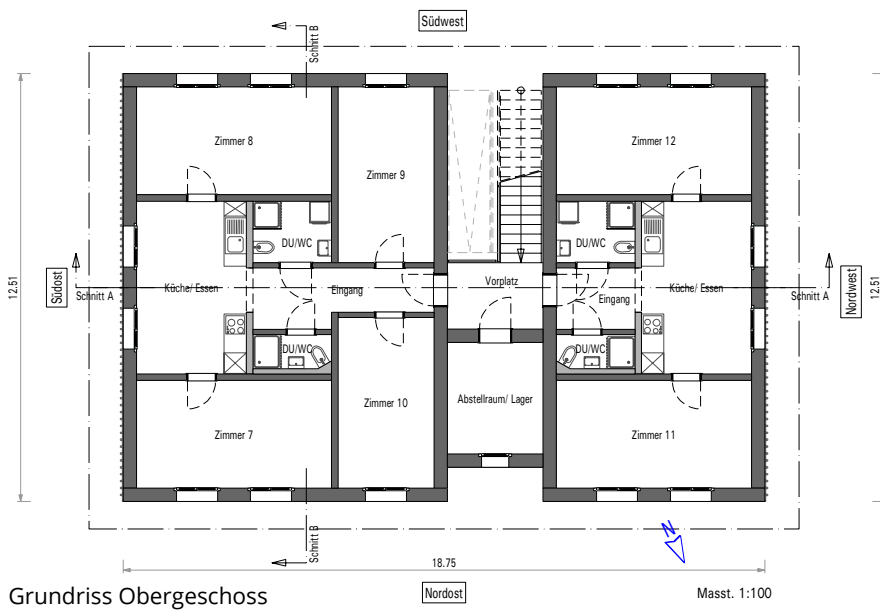 Südwest
Schnitt B
Zimmer 8
Zimmer 12
Zimmer 9
DU/WC
DU/WC
12.51
Südost
Schnitt A
Küche/ Essen
Eingang
Vorplatz
Eingang
Küche/ Essen
Schnitt A
Nordwest
12.51
DU/WC
DU/WC
Zimmer 10
Abstellraum/ Lager
Zimmer 7
Zimmer 11
Schnitt B
N
18.75
Grundriss Obergeschoss
Nordost
Masst. 1:100